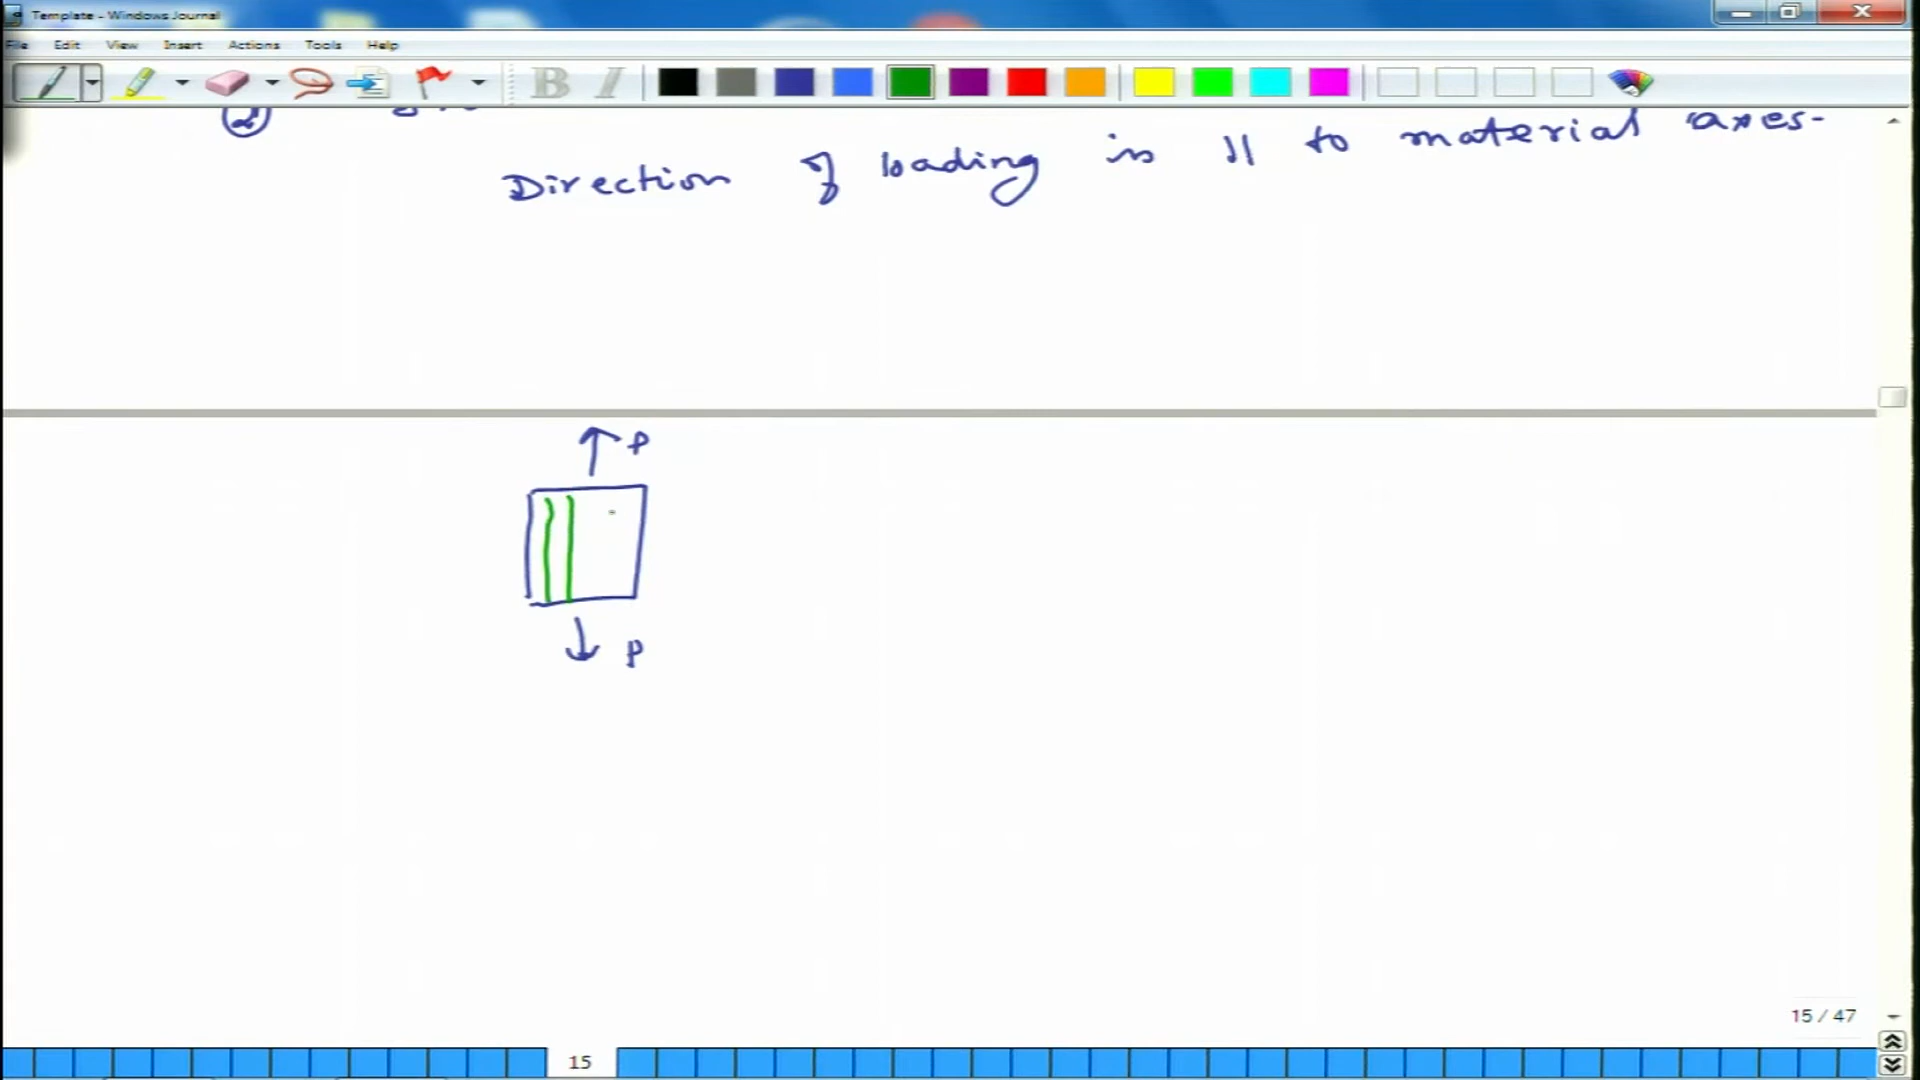 Template - Windows Journal
File Edit View Insert Actions Tools Help
B I
2
Direction of loading is || to material axes.
P
P
15 / 47
15